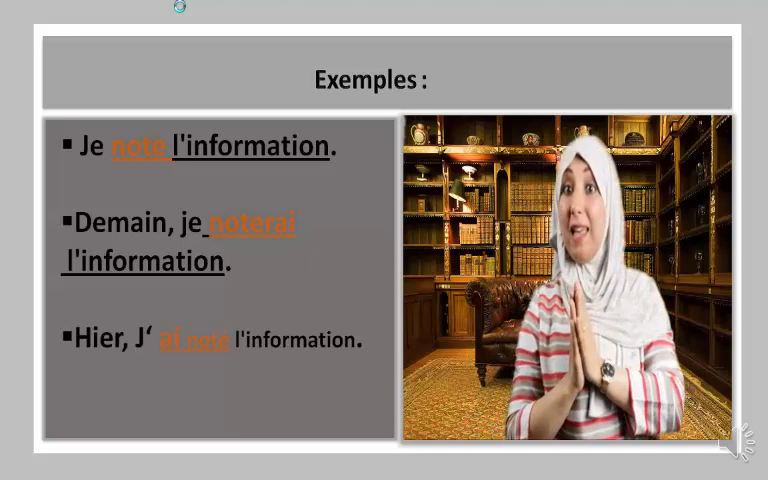 Exemples :
▪ Je note l'information.
▪Demain, je noterai
l'information.
▪Hier, J‘ ai noté l'information.